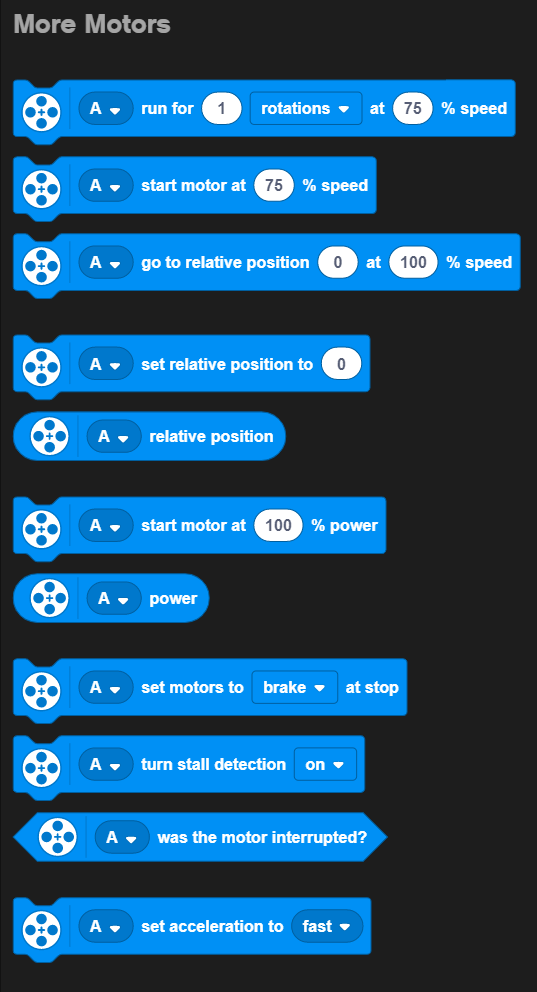 More Motors
A run for 1 rotations at 75 % speed
A start motor at 75 % speed
A go to relative position 0 at 100 % speed
A set relative position to 0
A relative position
A start motor at 100 % power
A power
A set motors to brake at stop
A turn stall detection on
A was the motor interrupted?
A set acceleration to fast